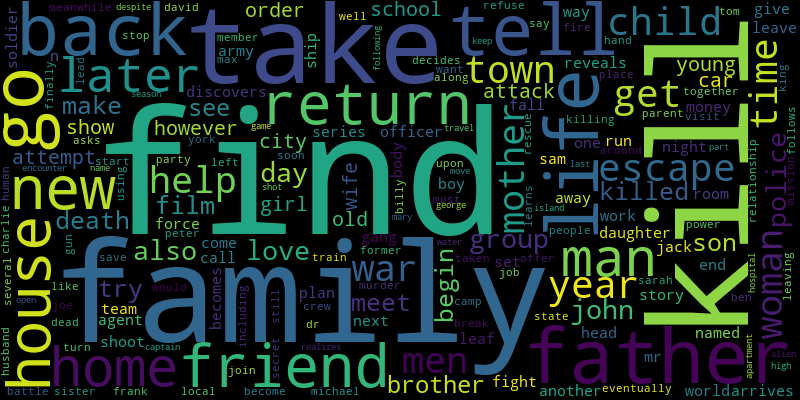 meanwhile
despite
back
david
stop
soldier
take
order
member
army
max
well
ship
following
tell
school
refuse
say
keep
decides
want
along
way
fire
hand
child
tom
give
leave
king
finally
lead
later
discovers
town
attack
reveals
place
young
car
together
money
kill
time
go
make
season
find
return
fall
life
killing
get
parent
visit
follows
show
asks
see
however
game
city
series
officer
travel
mother
rescue
sam
one
run
around
night
part
relationship
police
mission
human
attempt
start
party
york
left
soon
day
body
upon
boy
move
learns
escape
last
new
encounter
name
using
help
shot
wife
billy
must
george
island
away
killed
room
death
film
girl
old
mary
people
work
power
several
charlie
force
peter
come
call
also
love
gang
group
water
daughter
jack
son
woman
leaving
house
gun
save
family
war
former
begin
taken
offer
set
man
sarah
end
hospital
like
try
becomes
including
train
plan
murder
meet
job
camp
year
story
ben
open
joe
would
team
agent
crew
dr
next
break
state
john
head
named
husband
dead
shoot
secret
still
leaf
father
mr
apartment
alien
turn
captain
realizes
home
friend
men
high
join
brother
fight
another
eventually
world
arrives
battle
sister
frank
local
become
michael